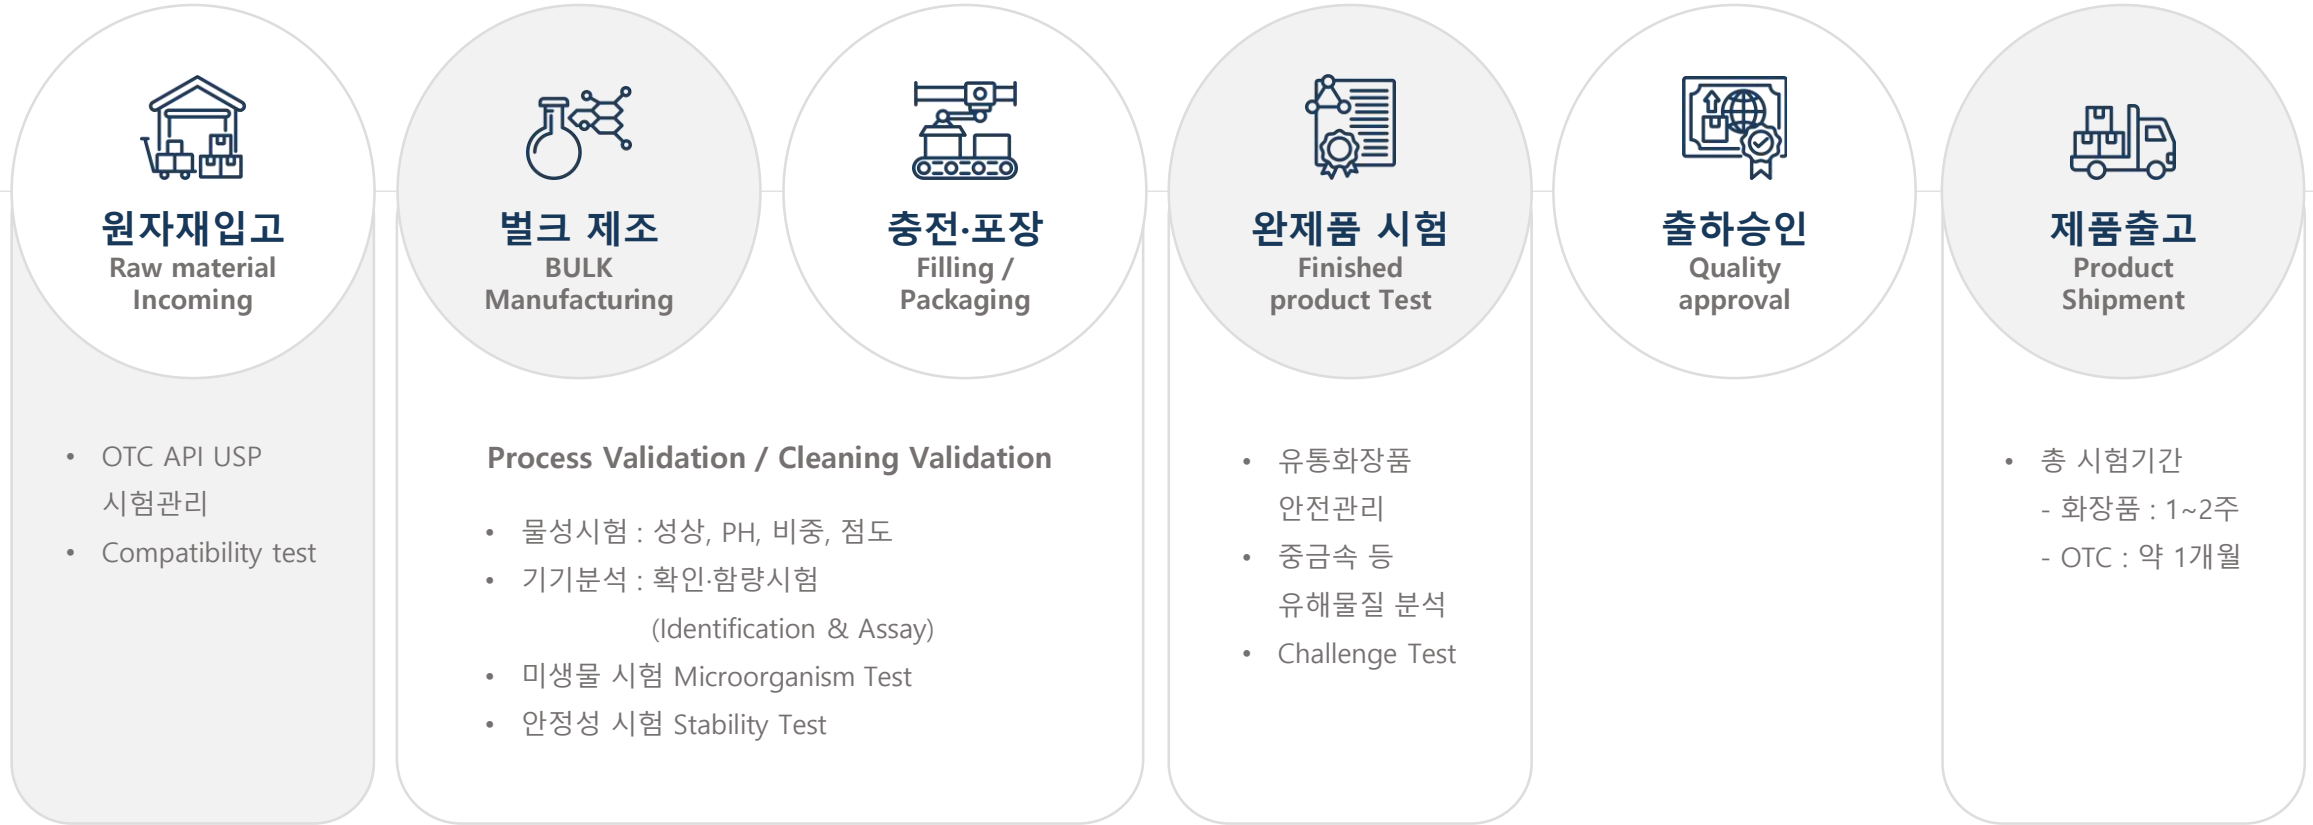 원자재입고
Raw material
Incoming
벌크 제조
BULK
Manufacturing
충전·포장
Filling /
Packaging
완제품 시험
Finished
product Test
출하승인
Quality
approval
제품출고
Product
Shipment
• OTC API USP
시험관리
• Compatibility test
Process Validation / Cleaning Validation
• 물성시험 : 성상, PH, 비중, 점도
• 기기분석 : 확인·함량시험
(Identification & Assay)
• 미생물 시험 Microorganism Test
• 안정성 시험 Stability Test
• 유통화장품
안전관리
• 중금속 등
유해물질 분석
• Challenge Test
• 총 시험기간
- 화장품 : 1~2주
- OTC : 약 1개월